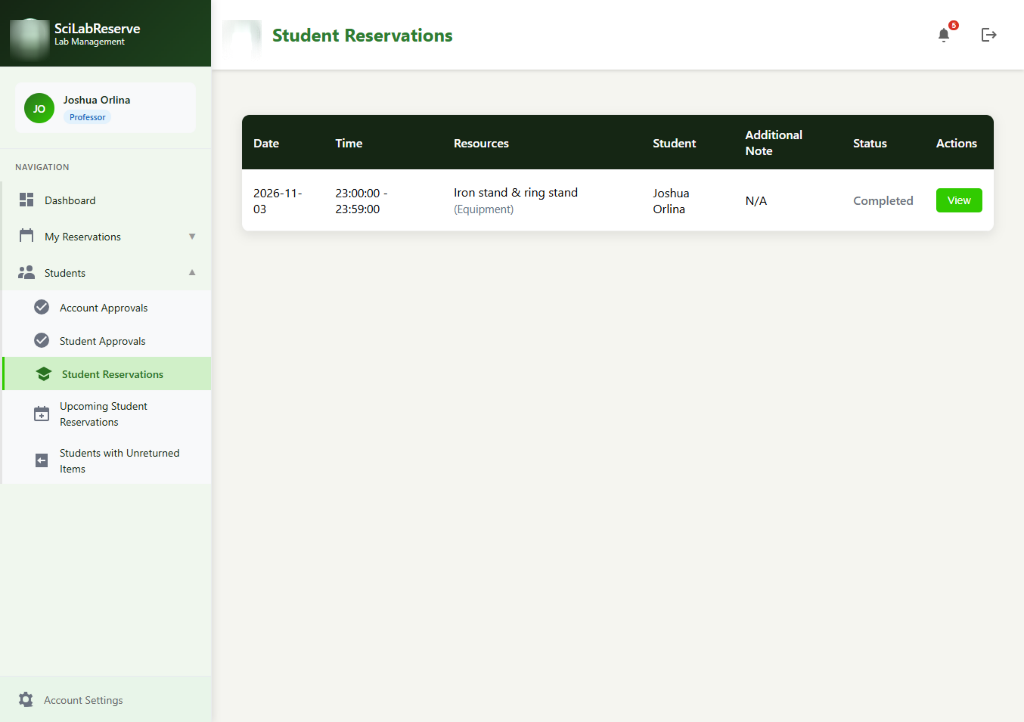 SciLabReserve
Lab Management
Student Reservations
5
JO
Joshua Orlina
Professor
NAVIGATION
Dashboard
My Reservations
Students
Account Approvals
Student Approvals
Student Reservations
Upcoming Student
Reservations
Students with Unreturned
Items
Account Settings
Date Time Resources Student Additional Note Status Actions
2026-11-
03
23:00:00 -
23:59:00
Iron stand & ring stand
(Equipment)
Joshua
Orlina
N/A
Completed
View